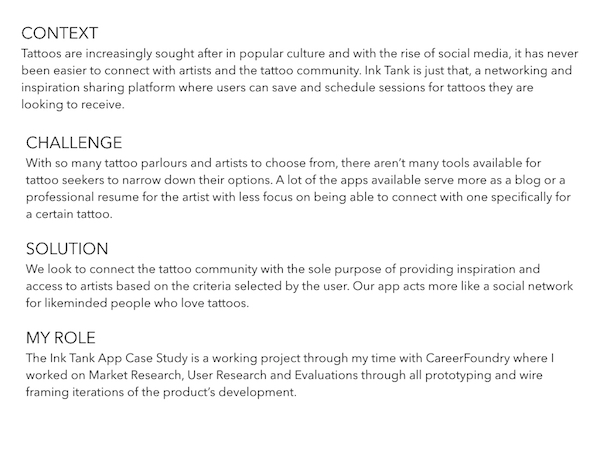 CONTEXT
Tattoos are increasingly sought after in popular culture and with the rise of social media, it has never
been easier to connect with artists and the tattoo community. Ink Tank is just that, a networking and
inspiration sharing platform where users can save and schedule sessions for tattoos they are
looking to receive.
CHALLENGE
With so many tattoo parlours and artists to choose from, there aren’t many tools available for
tattoo seekers to narrow down their options. A lot of the apps available serve more as a blog or a
professional resume for the artist with less focus on being able to connect with one specifically for
a certain tattoo.
SOLUTION
We look to connect the tattoo community with the sole purpose of providing inspiration and
access to artists based on the criteria selected by the user. Our app acts more like a social network
for likeminded people who love tattoos.
MY ROLE
The Ink Tank App Case Study is a working project through my time with CareerFoundry where I
worked on Market Research, User Research and Evaluations through all prototyping and wire
framing iterations of the product’s development.